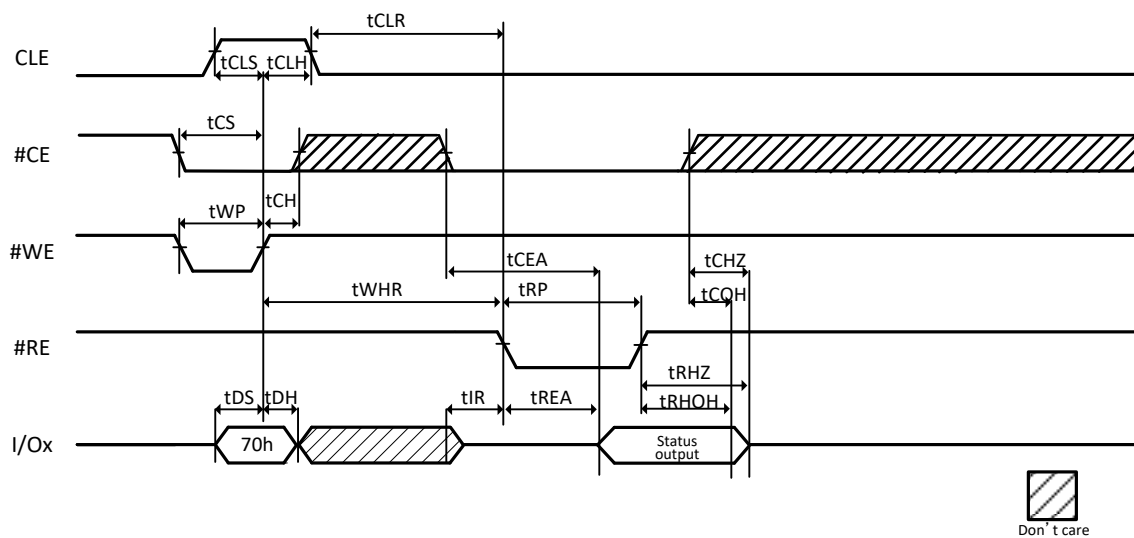 tCLR
CLE
tCLS tCLH
tCS
#CE
tCH
tWP
#WE
tCEA
tCHZ
tWHR
tRP
tCOH
#RE
tRHZ
tDS tDH
tIR
tREA
tRHOH
I/Ox
70h
Status
output
Don't care